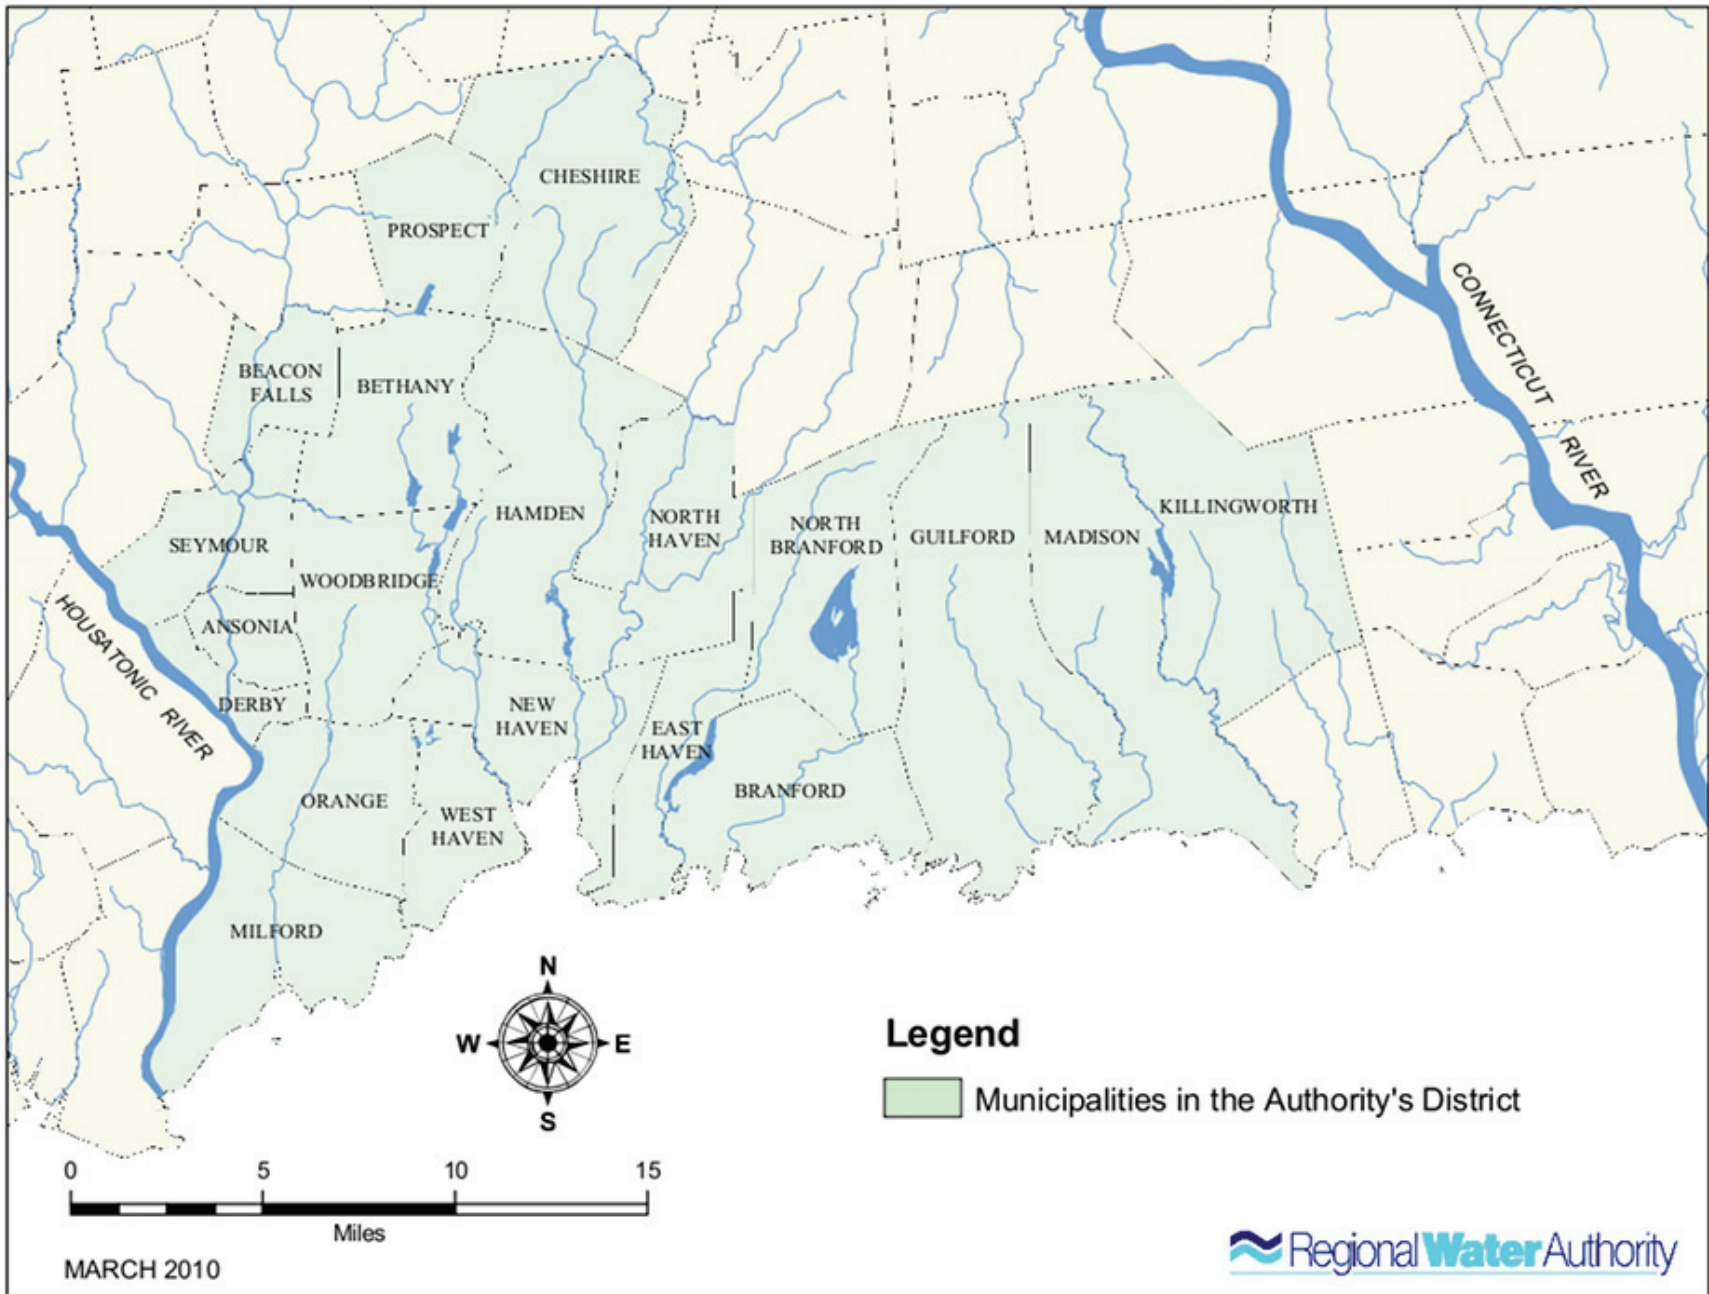 CHESHIRE
PROSPECT
BEACON
FALLS
BETHANY
HAMDEN
NORTH
HAVEN
NORTH
BRANFORD
GUILFORD
MADISON
KILLINGWORTH
SEYMOUR
WOODBRIDGE
ANSONIA
DERBY
NEW
HAVEN
EAST
HAVEN
BRANFORD
ORANGE
WEST
HAVEN
MILFORD
HOUSATONIC RIVER
CONNECTICUT RIVER
N
W E
S
Legend
Municipalities in the Authority's District
0 5 10 15
Miles
MARCH 2010
Regional Water Authority